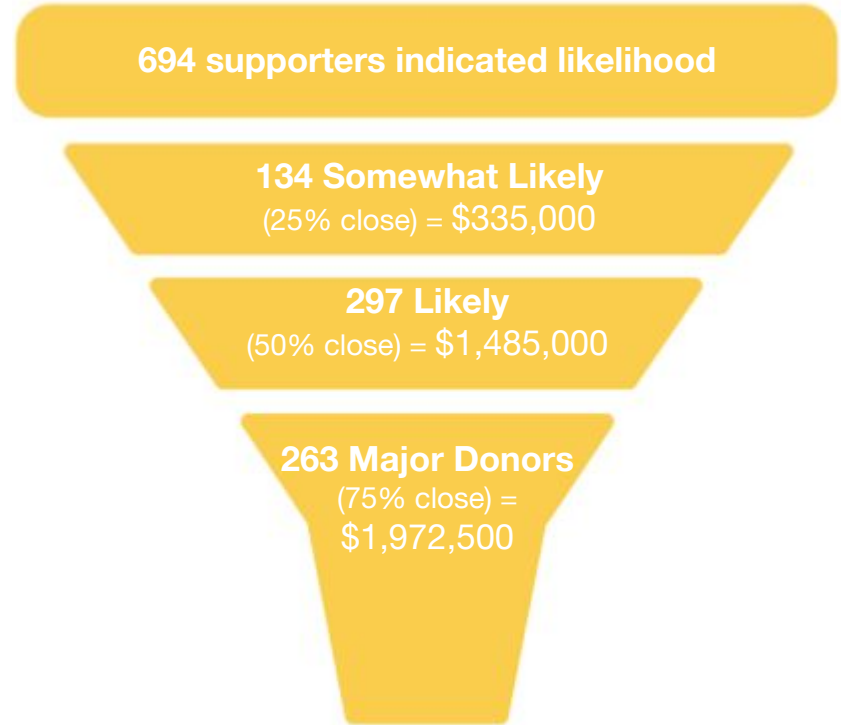 694 supporters indicated likelihood
134 Somewhat Likely
(25% close) = $335,000
297 Likely
(50% close) = $1,485,000
263 Major Donors
(75% close) =
$1,972,500